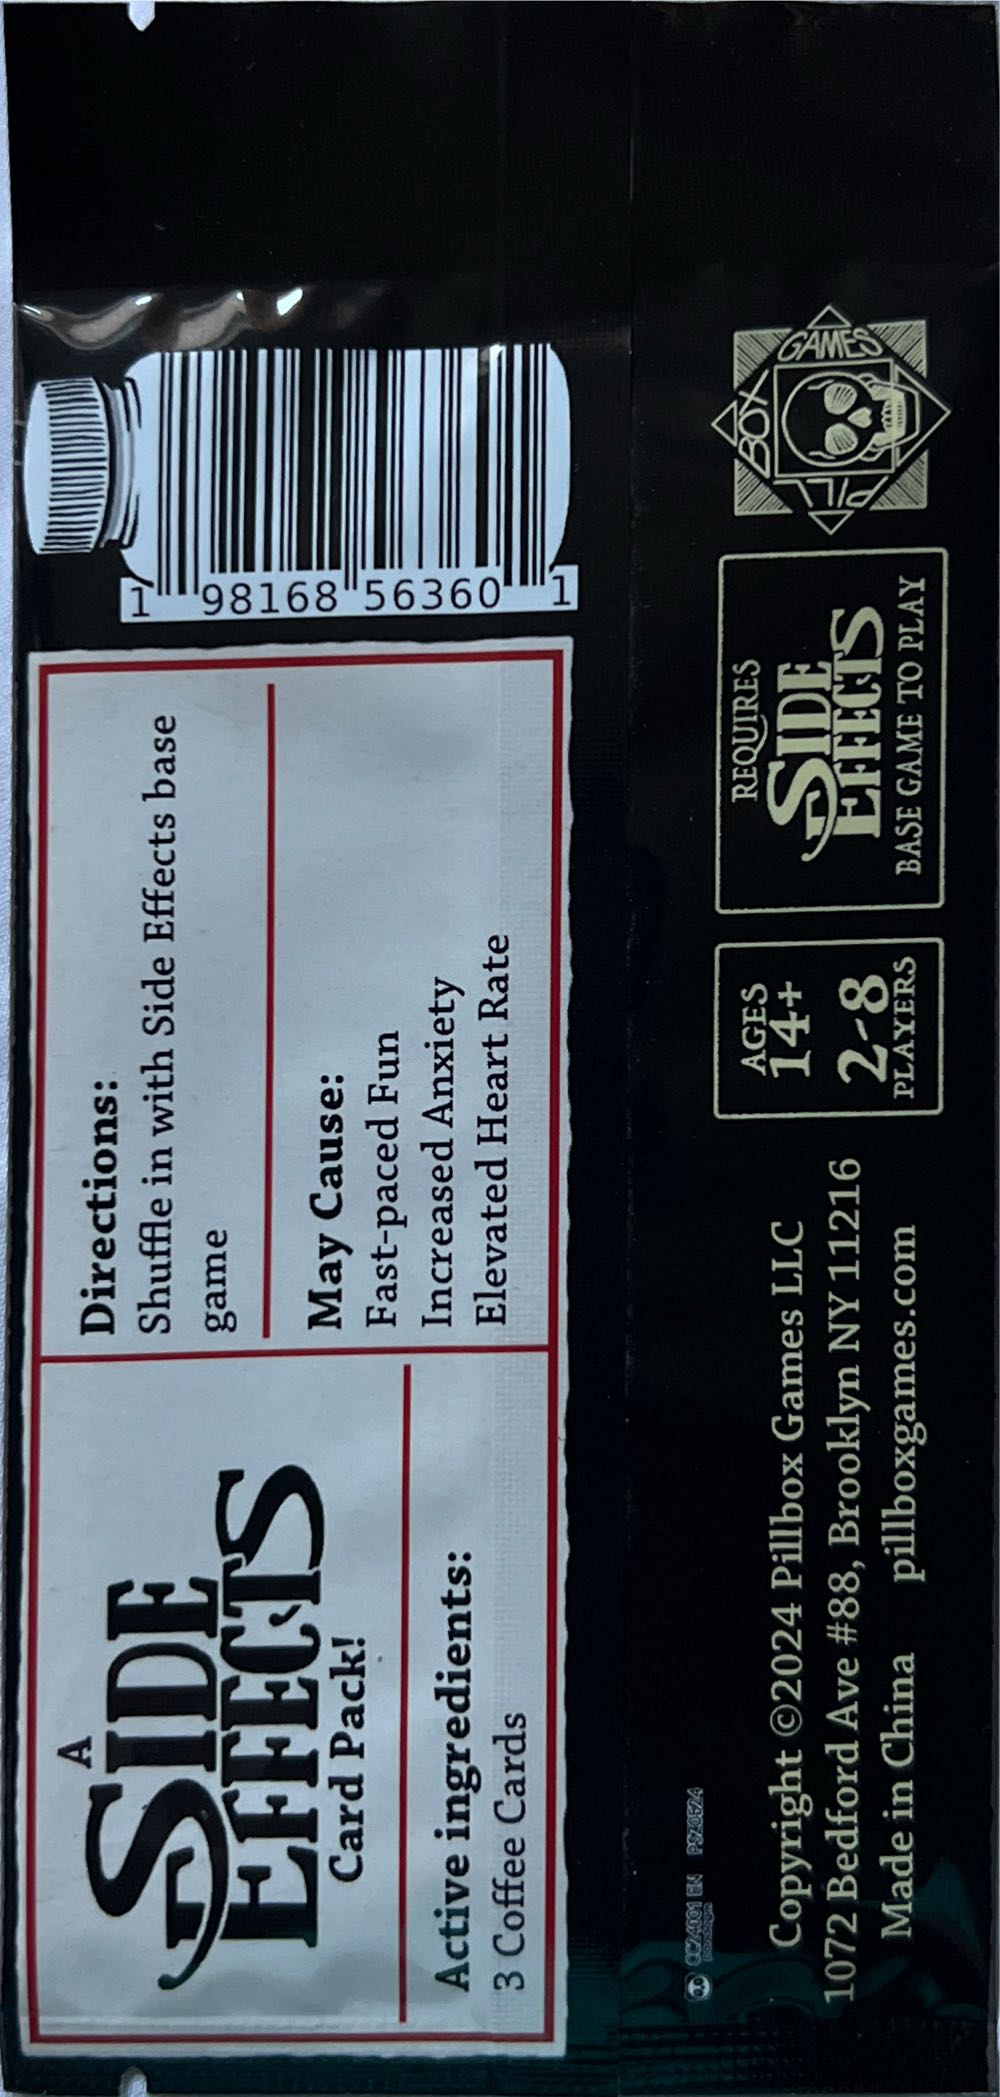 A
SIDE
EFFECTS
Card Pack!
Active ingredients:
3 Coffee Cards
Directions:
Shuffle in with Side Effects base
game
May Cause:
Fast-paced Fun
Increased Anxiety
Elevated Heart Rate
1 98168 56360 1
CC24001 EN PS20524
Copyright ©2024 Pillbox Games LLC
1072 Bedford Ave #88, Brooklyn NY 11216
Made in China pillboxgames.com
AGES
14+
2-8
PLAYERS
REQUIRES
SIDE
EFFECTS
BASE GAME TO PLAY
PILL BOX GAMES